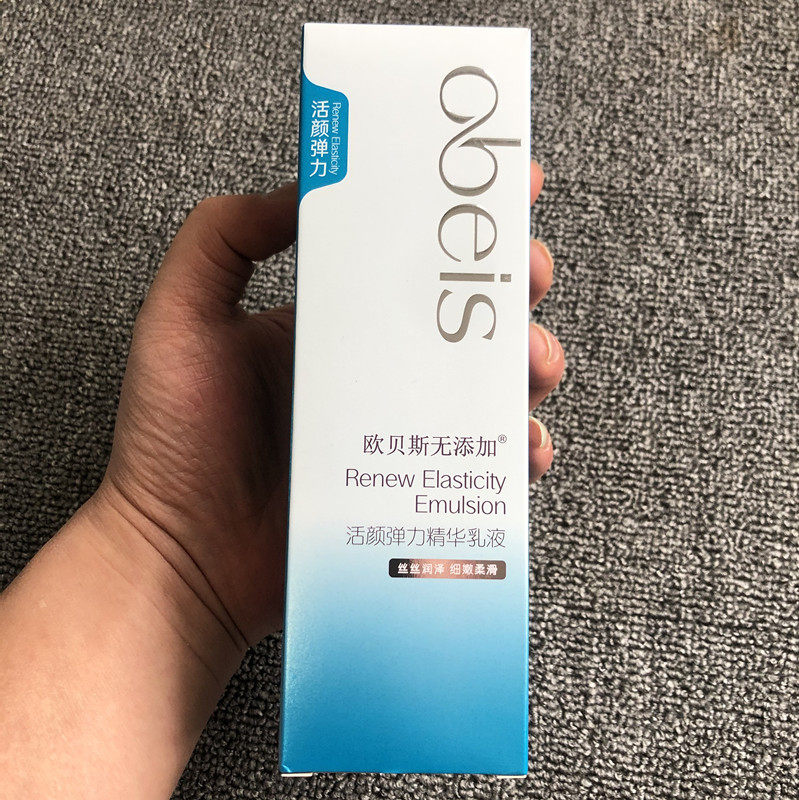 obeis
Renew Elasticity
活颜弹力
欧贝斯无添加®
Renew Elasticity
Emulsion
活颜弹力精华乳液
丝丝润泽 细嫩柔滑